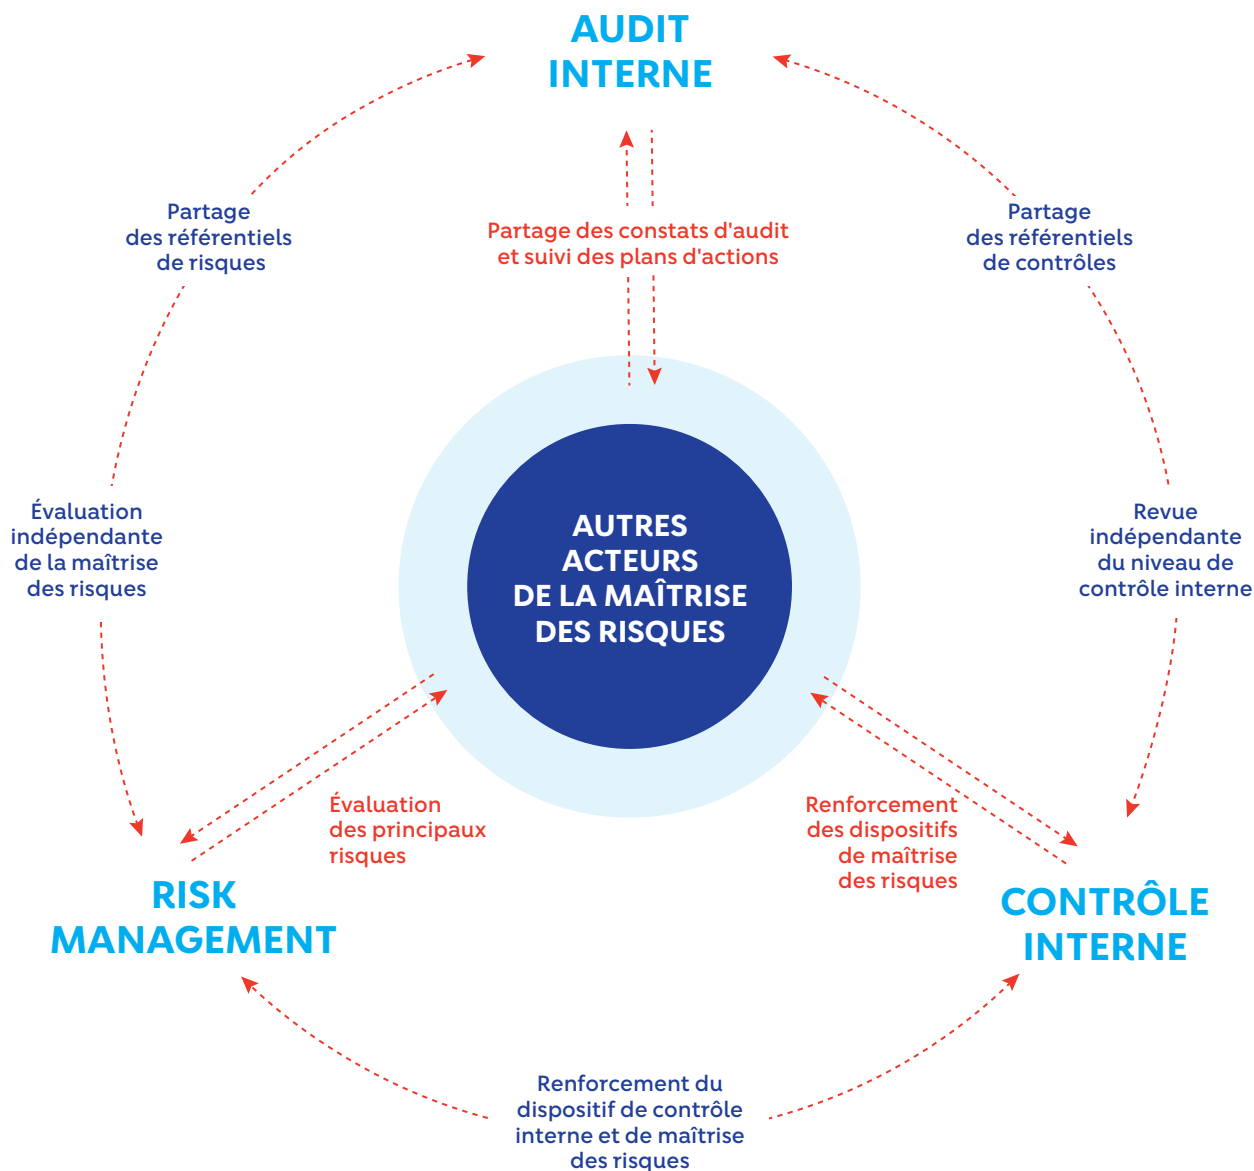 AUDIT
INTERNE
Partage
des référentiels
de risques
Partage des constats d'audit
et suivi des plans d'actions
Partage
des référentiels
de contrôles
Évaluation
indépendante
de la maîtrise
des risques
AUTRES
ACTEURS
DE LA MAÎTRISE
DES RISQUES
Revue
indépendante
du niveau de
contrôle interne
Évaluation
des principaux
risques
Renforcement
des dispositifs
de maîtrise
des risques
RISK
MANAGEMENT
CONTRÔLE
INTERNE
Renforcement du
dispositif de contrôle
interne et de maîtrise
des risques